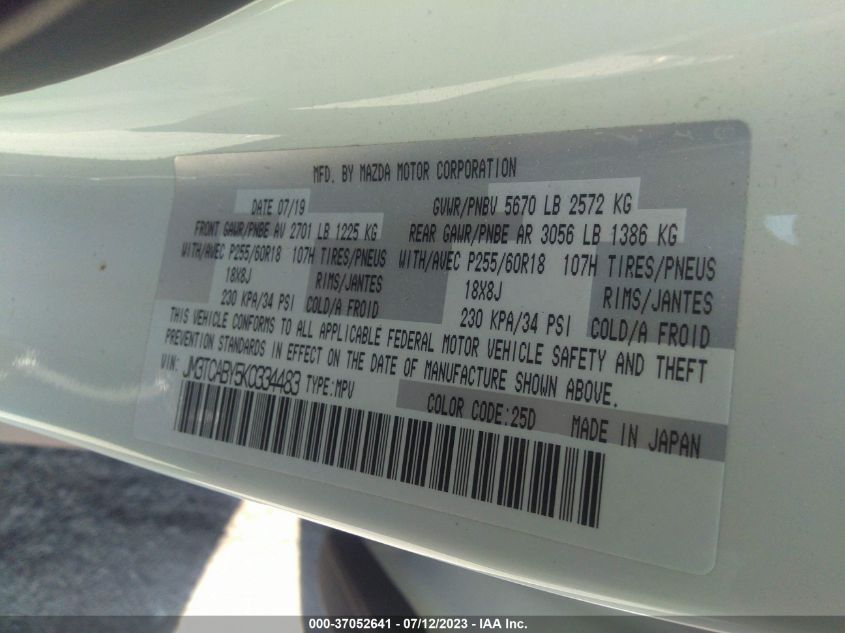 MFD. BY MAZDA MOTOR CORPORATION
DATE 07/19 GVWR/PNBV 5670 LB 2572 KG
FRONT GAWR/PNBE AV 2701 LB 1225 KG REAR GAWR/PNBE AR 3056 LB 1386 KG
WITH/AVEC P255/60R18 107H TIRES/PNEUS WITH/AVEC P255/60R18 107H TIRES/PNEUS
18X8J RIMS/JANTES 18X8J RIMS/JANTES
230 KPA/34 PSI COLD/A FROID 230 KPA/34 PSI COLD/A FROID
THIS VEHICLE CONFORMS TO ALL APPLICABLE FEDERAL MOTOR VEHICLE SAFETY AND THEFT
PREVENTION STANDARDS IN EFFECT ON THE DATE OF MANUFACTURE SHOWN ABOVE.
VIN: JM3TCABY5K0334483 TYPE:MPV
COLOR CODE:25D MADE IN JAPAN
000-37052641 - 07/12/2023 - IAA Inc.